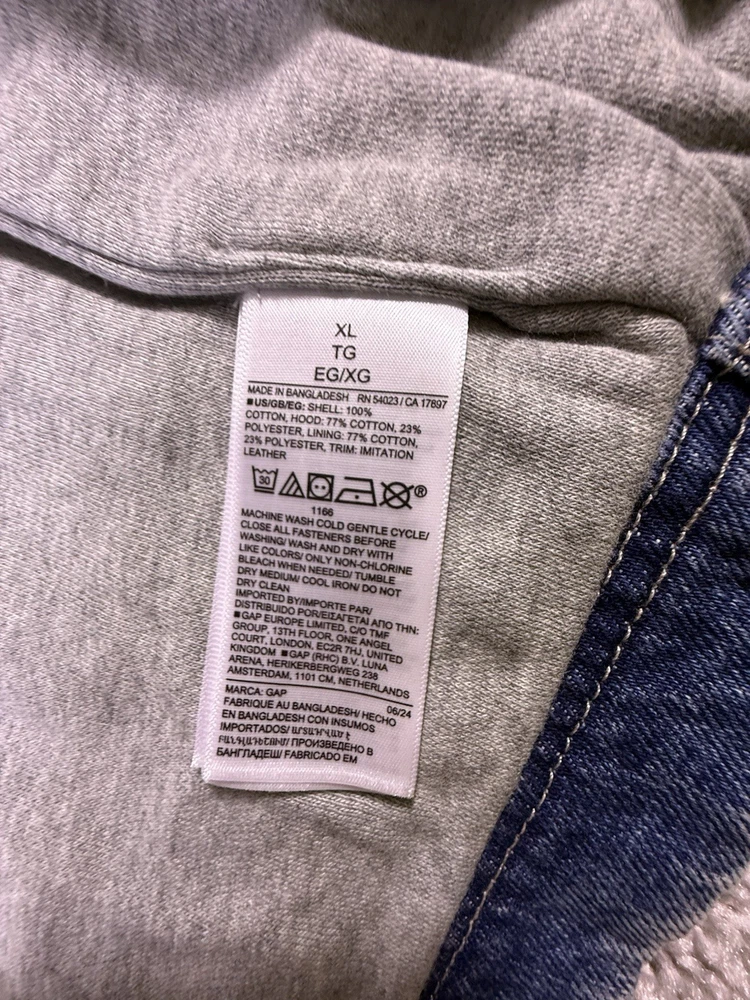 XL
TG
EG/XG
MADE IN BANGLADESH RN 54023 / CA 17897
■US/GB/EG: SHELL: 100%
COTTON, HOOD: 77% COTTON, 23%
POLYESTER, LINING: 77% COTTON,
23% POLYESTER, TRIM: IMITATION
LEATHER
30 ®
1166
MACHINE WASH COLD GENTLE CYCLE/
CLOSE ALL FASTENERS BEFORE
WASHING/ WASH AND DRY WITH
LIKE COLORS/ ONLY NON-CHLORINE
BLEACH WHEN NEEDED/ TUMBLE
DRY MEDIUM/ COOL IRON/ DO NOT
DRY CLEAN
IMPORTED BY/IMPORTE PAR/
DISTRIBUIDO POR/ΕΙΣΑΓΕΤΑΙ ΑΠΟ ΤΗΝ:
■GAP EUROPE LIMITED, C/O TMF
GROUP, 13TH FLOOR, ONE ANGEL
COURT, LONDON, EC2R 7HJ, UNITED
KINGDOM ■GAP (RHC) B.V. LUNA
ARENA, HERIKERBERGWEG 238
AMSTERDAM, 1101 CM, NETHERLANDS
MARCA: GAP 06/24
FABRIQUE AU BANGLADESH/ HECHO
EN BANGLADESH CON INSUMOS
IMPORTADOS/ ԱՐՏԱԴՐՎԱԾ Է
ԲԱՆԳԼԱԴԵՇՈՒՄ/ ПРОИЗВЕДЕНО В
БАНГЛАДЕШ/ FABRICADO EM